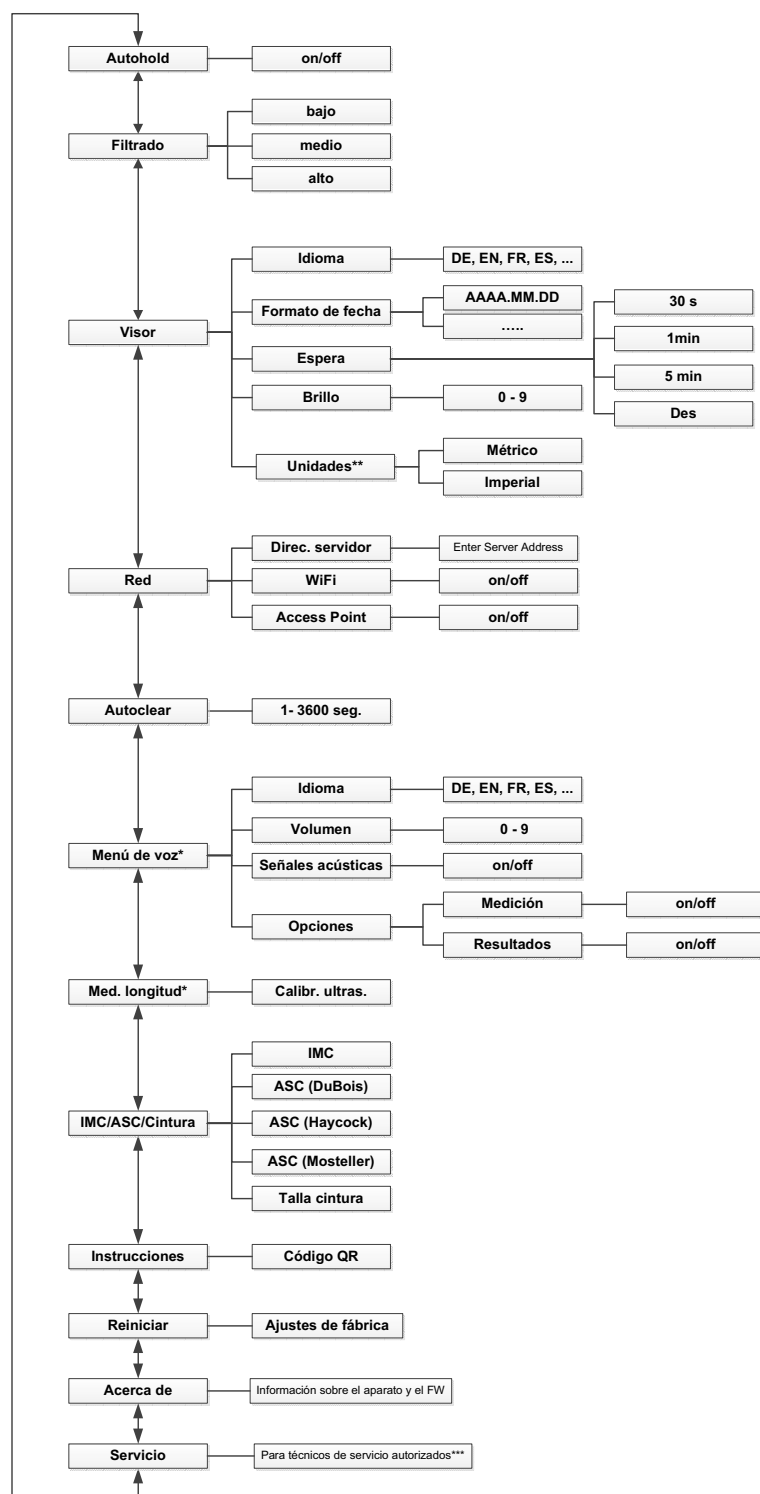 Autohold
on/off
Filtrado
bajo
medio
alto
Visor
Idioma
DE, EN, FR, ES, ...
Formato de fecha
AAAA.MM.DD
…..
Espera
30 s
1min
5 min
Des
Brillo
0 - 9
Unidades**
Métrico
Imperial
Red
Direc. servidor
Enter Server Address
WiFi
on/off
Access Point
on/off
Autoclear
1- 3600 seg.
Menú de voz*
Idioma
DE, EN, FR, ES, ...
Volumen
0 - 9
Señales acústicas
on/off
Opciones
Medición
on/off
Resultados
on/off
Med. longitud*
Calibr. ultras.
IMC/ASC/Cintura
IMC
ASC (DuBois)
ASC (Haycock)
ASC (Mosteller)
Talla cintura
Instrucciones
Código QR
Reiniciar
Ajustes de fábrica
Acerca de
Información sobre el aparato y el FW
Servicio
Para técnicos de servicio autorizados***